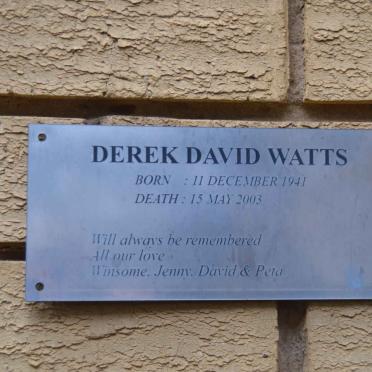 DEREK DAVID WATTS
BORN : 11 DECEMBER 1941
DEATH : 15 MAY 2003
Will always be remembered
All our love
Winsome, Jenny, David & Peta